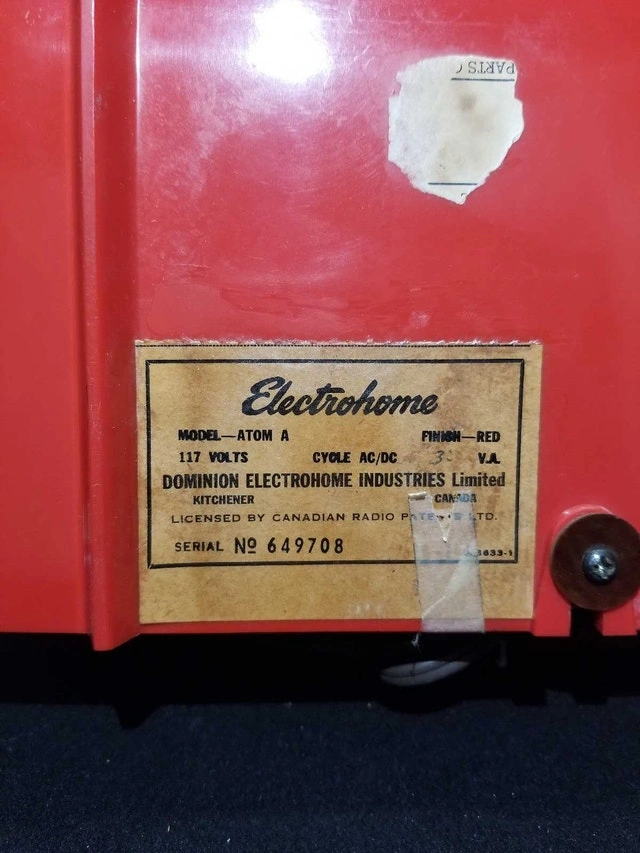 PARTS
Electrohome
MODEL—ATOM A FINISH—RED
117 VOLTS CYCLE AC/DC V.A.
DOMINION ELECTROHOME INDUSTRIES Limited
KITCHENER CANADA
LICENSED BY CANADIAN RADIO PATENTS LTD.
SERIAL Nº 649708